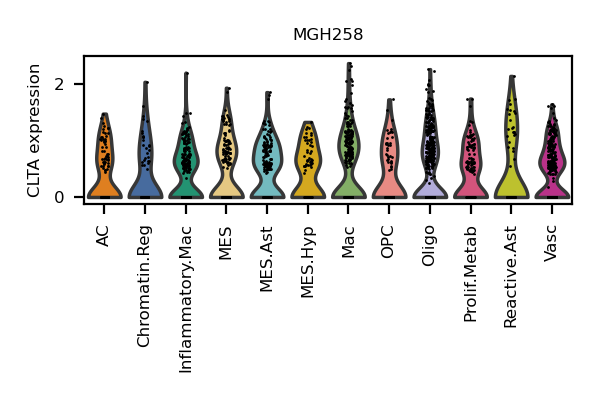 MGH258
CLTA expression
2
0
AC
Chromatin.Reg
Inflammatory.Mac
MES
MES.Ast
MES.Hyp
Mac
OPC
Oligo
Prolif.Metab
Reactive.Ast
Vasc